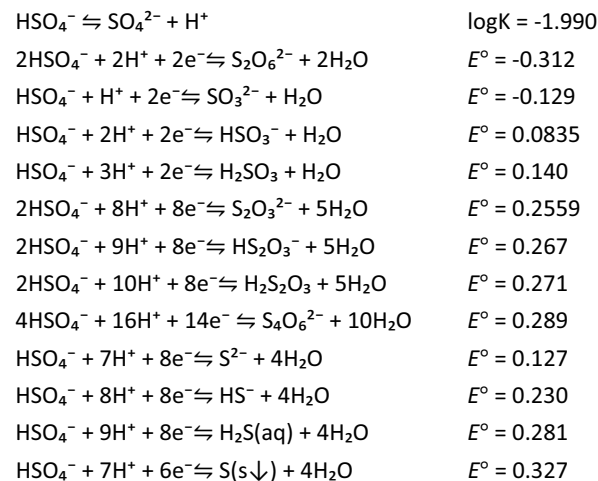 HSO₄⁻ ⇋ SO₄²⁻ + H⁺ logK = -1.990
2HSO₄⁻ + 2H⁺ + 2e⁻⇋ S₂O₆²⁻ + 2H₂O E° = -0.312
HSO₄⁻ + H⁺ + 2e⁻⇋ SO₃²⁻ + H₂O E° = -0.129
HSO₄⁻ + 2H⁺ + 2e⁻⇋ HSO₃⁻ + H₂O E° = 0.0835
HSO₄⁻ + 3H⁺ + 2e⁻⇋ H₂SO₃ + H₂O E° = 0.140
2HSO₄⁻ + 8H⁺ + 8e⁻⇋ S₂O₃²⁻ + 5H₂O E° = 0.2559
2HSO₄⁻ + 9H⁺ + 8e⁻⇋ HS₂O₃⁻ + 5H₂O E° = 0.267
2HSO₄⁻ + 10H⁺ + 8e⁻⇋ H₂S₂O₃ + 5H₂O E° = 0.271
4HSO₄⁻ + 16H⁺ + 14e⁻ ⇋ S₄O₆²⁻ + 10H₂O E° = 0.289
HSO₄⁻ + 7H⁺ + 8e⁻⇋ S²⁻ + 4H₂O E° = 0.127
HSO₄⁻ + 8H⁺ + 8e⁻⇋ HS⁻ + 4H₂O E° = 0.230
HSO₄⁻ + 9H⁺ + 8e⁻⇋ H₂S(aq) + 4H₂O E° = 0.281
HSO₄⁻ + 7H⁺ + 6e⁻⇋ S(s↓) + 4H₂O E° = 0.327